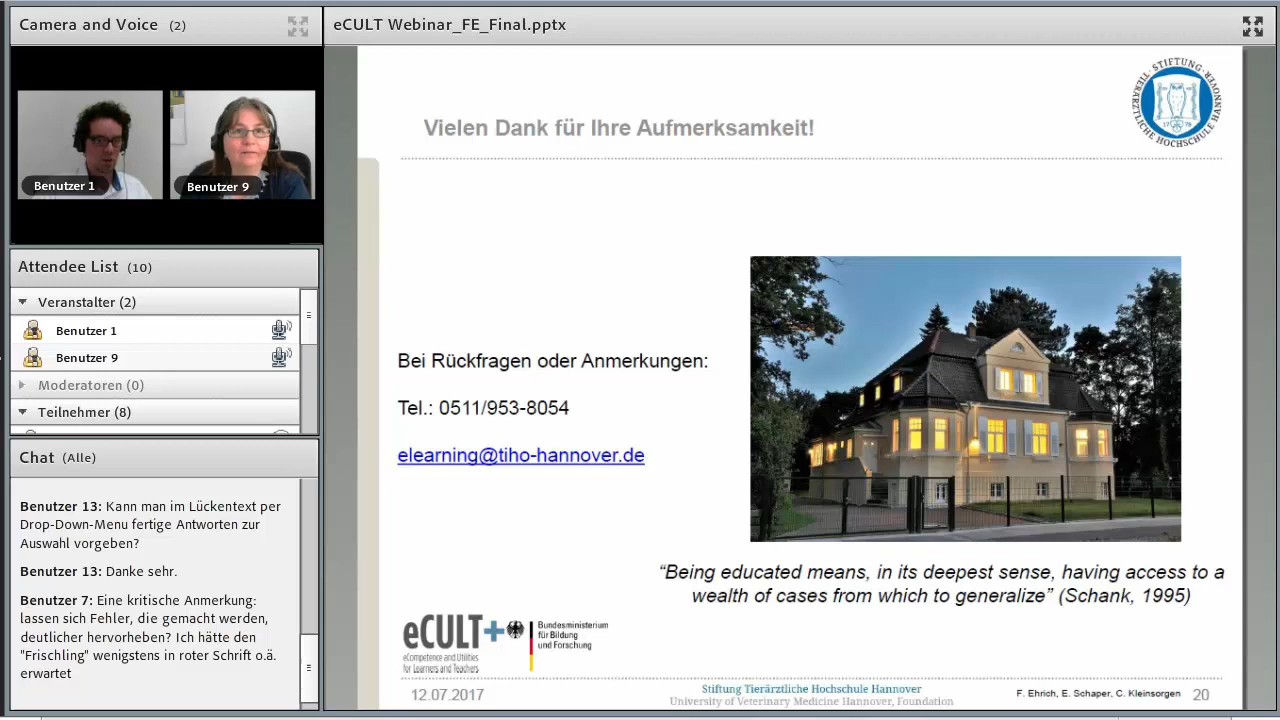 Camera and Voice (2)
Benutzer 1
Benutzer 9
Attendee List (10)
Veranstalter (2)
Benutzer 1
Benutzer 9
Moderatoren (0)
Teilnehmer (8)
Chat (Alle)
Benutzer 13: Kann man im Lückentext per
Drop-Down-Menu fertige Antworten zur
Auswahl vorgeben?
Benutzer 13: Danke sehr.
Benutzer 7: Eine kritische Anmerkung:
lassen sich Fehler, die gemacht werden,
deutlicher hervorheben? Ich hätte den
"Frischling" wenigstens in roter Schrift o.ä.
erwartet
eCULT Webinar_FE_Final.pptx
Vielen Dank für Ihre Aufmerksamkeit!
STIFTUNG
TIERÄRZTLICHE HOCHSCHULE HANNOVER
1778
Bei Rückfragen oder Anmerkungen:
Tel.: 0511/953-8054
elearning@tiho-hannover.de
“Being educated means, in its deepest sense, having access to a
wealth of cases from which to generalize” (Schank, 1995)
eCULT+
eCompetence and Utilities
for Learners and Teachers
Bundesministerium
für Bildung
und Forschung
12.07.2017
Stiftung Tierärztliche Hochschule Hannover
University of Veterinary Medicine Hannover, Foundation
F. Ehrich, E. Schaper, C. Kleinsorgen
20